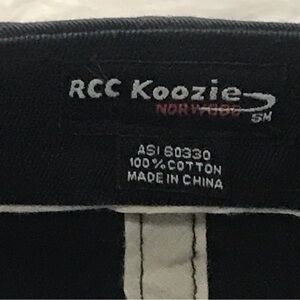 RCC Koozie
NORWOOD
SM
ASI 60330
100% COTTON
MADE IN CHINA